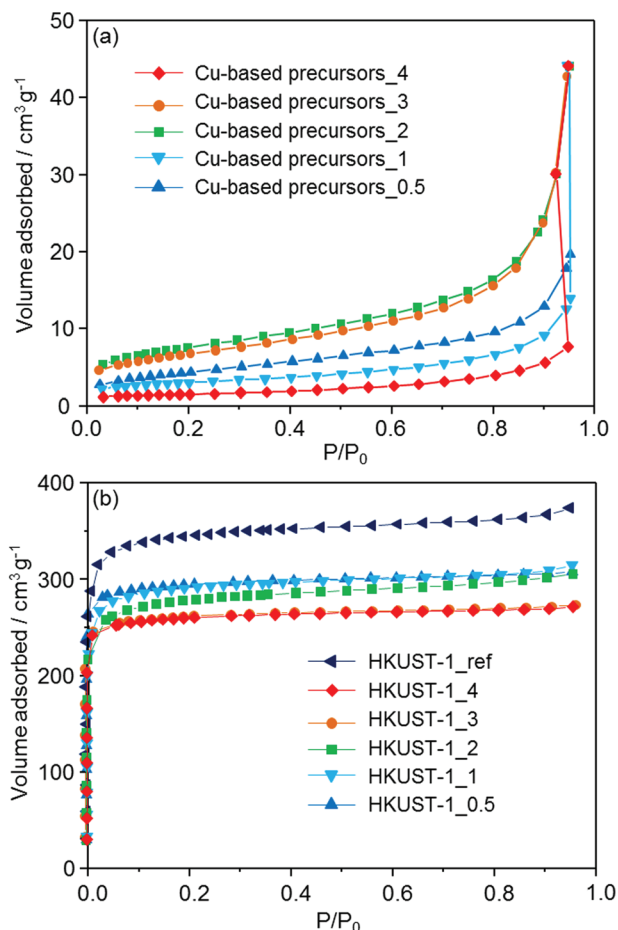 (a)
50
40
30
20
10
0
Volume adsorbed / cm³ g⁻¹
Cu-based precursors_4
Cu-based precursors_3
Cu-based precursors_2
Cu-based precursors_1
Cu-based precursors_0.5
0.0 0.2 0.4 0.6 0.8 1.0
P/P₀
(b)
400
300
200
100
0
Volume adsorbed / cm³ g⁻¹
HKUST-1_ref
HKUST-1_4
HKUST-1_3
HKUST-1_2
HKUST-1_1
HKUST-1_0.5
0.0 0.2 0.4 0.6 0.8 1.0
P/P₀